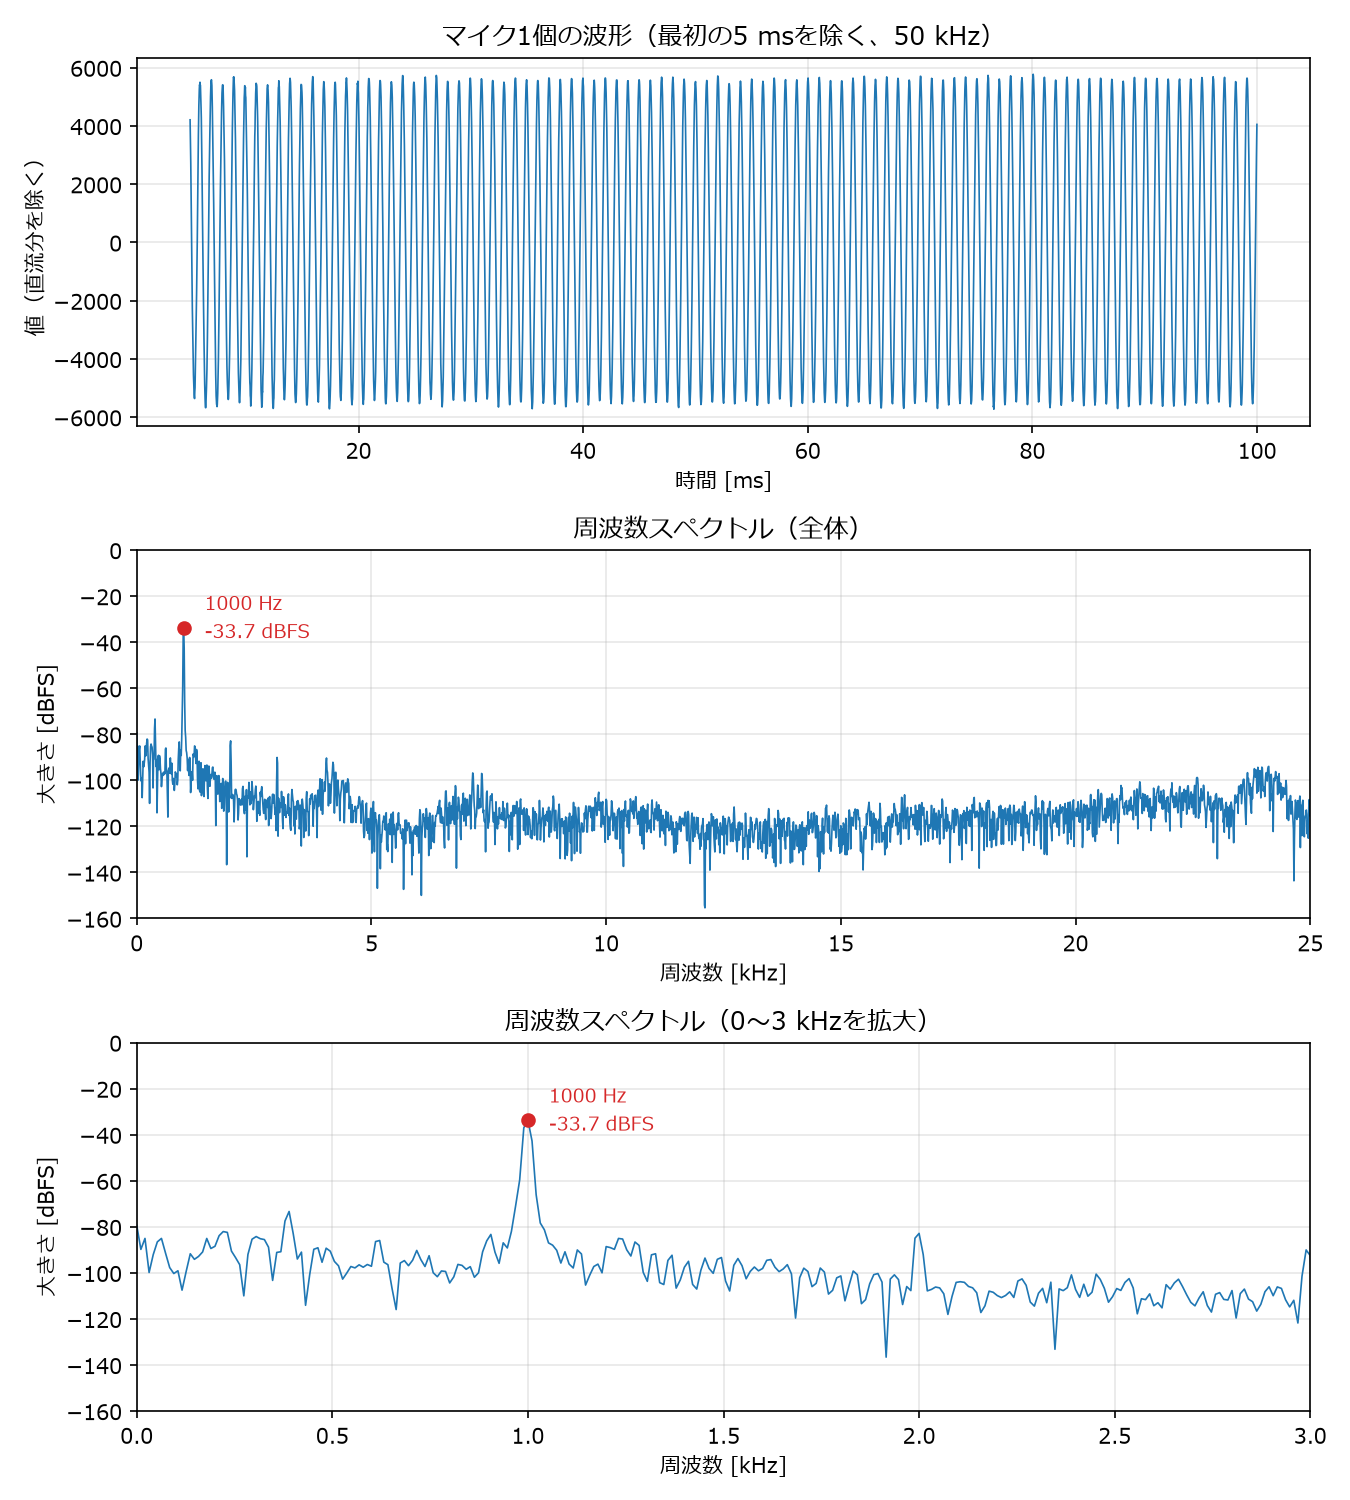 マイク1個の波形（最初の5 msを除く、50 kHz）
6000
4000
2000
0
−2000
−4000
−6000
値（直流分を除く）
20 40 60 80 100
時間 [ms]
周波数スペクトル（全体）
0
−20
−40
−60
−80
−100
−120
−140
−160
大きさ [dBFS]
1000 Hz
-33.7 dBFS
0 5 10 15 20 25
周波数 [kHz]
周波数スペクトル（0～3 kHzを拡大）
0
−20
−40
−60
−80
−100
−120
−140
−160
大きさ [dBFS]
1000 Hz
-33.7 dBFS
0.0 0.5 1.0 1.5 2.0 2.5 3.0
周波数 [kHz]